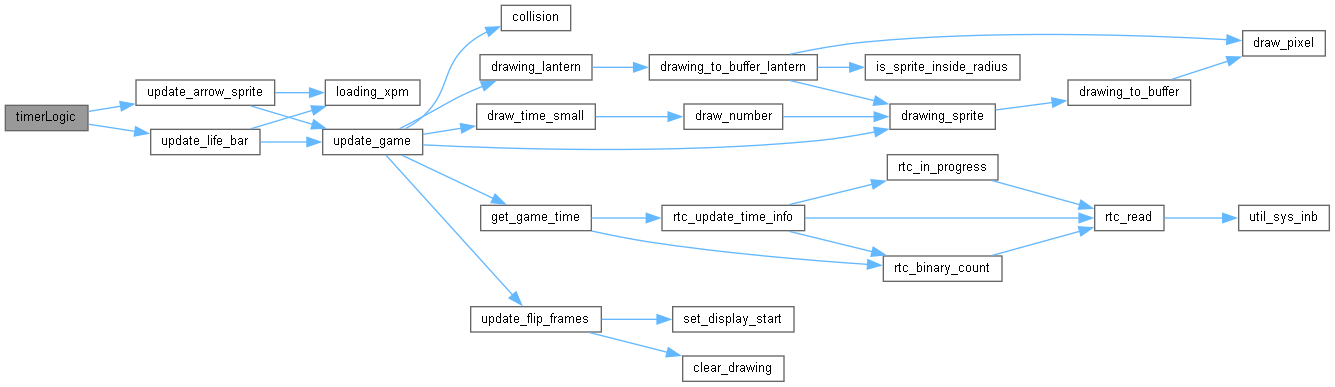 timerLogic
update_arrow_sprite
update_life_bar
loading_xpm
update_game
collision
drawing_lantern
draw_time_small
get_game_time
update_flip_frames
drawing_to_buffer_lantern
draw_number
rtc_update_time_info
set_display_start
clear_drawing
is_sprite_inside_radius
drawing_sprite
rtc_in_progress
rtc_binary_count
drawing_to_buffer
rtc_read
draw_pixel
util_sys_inb